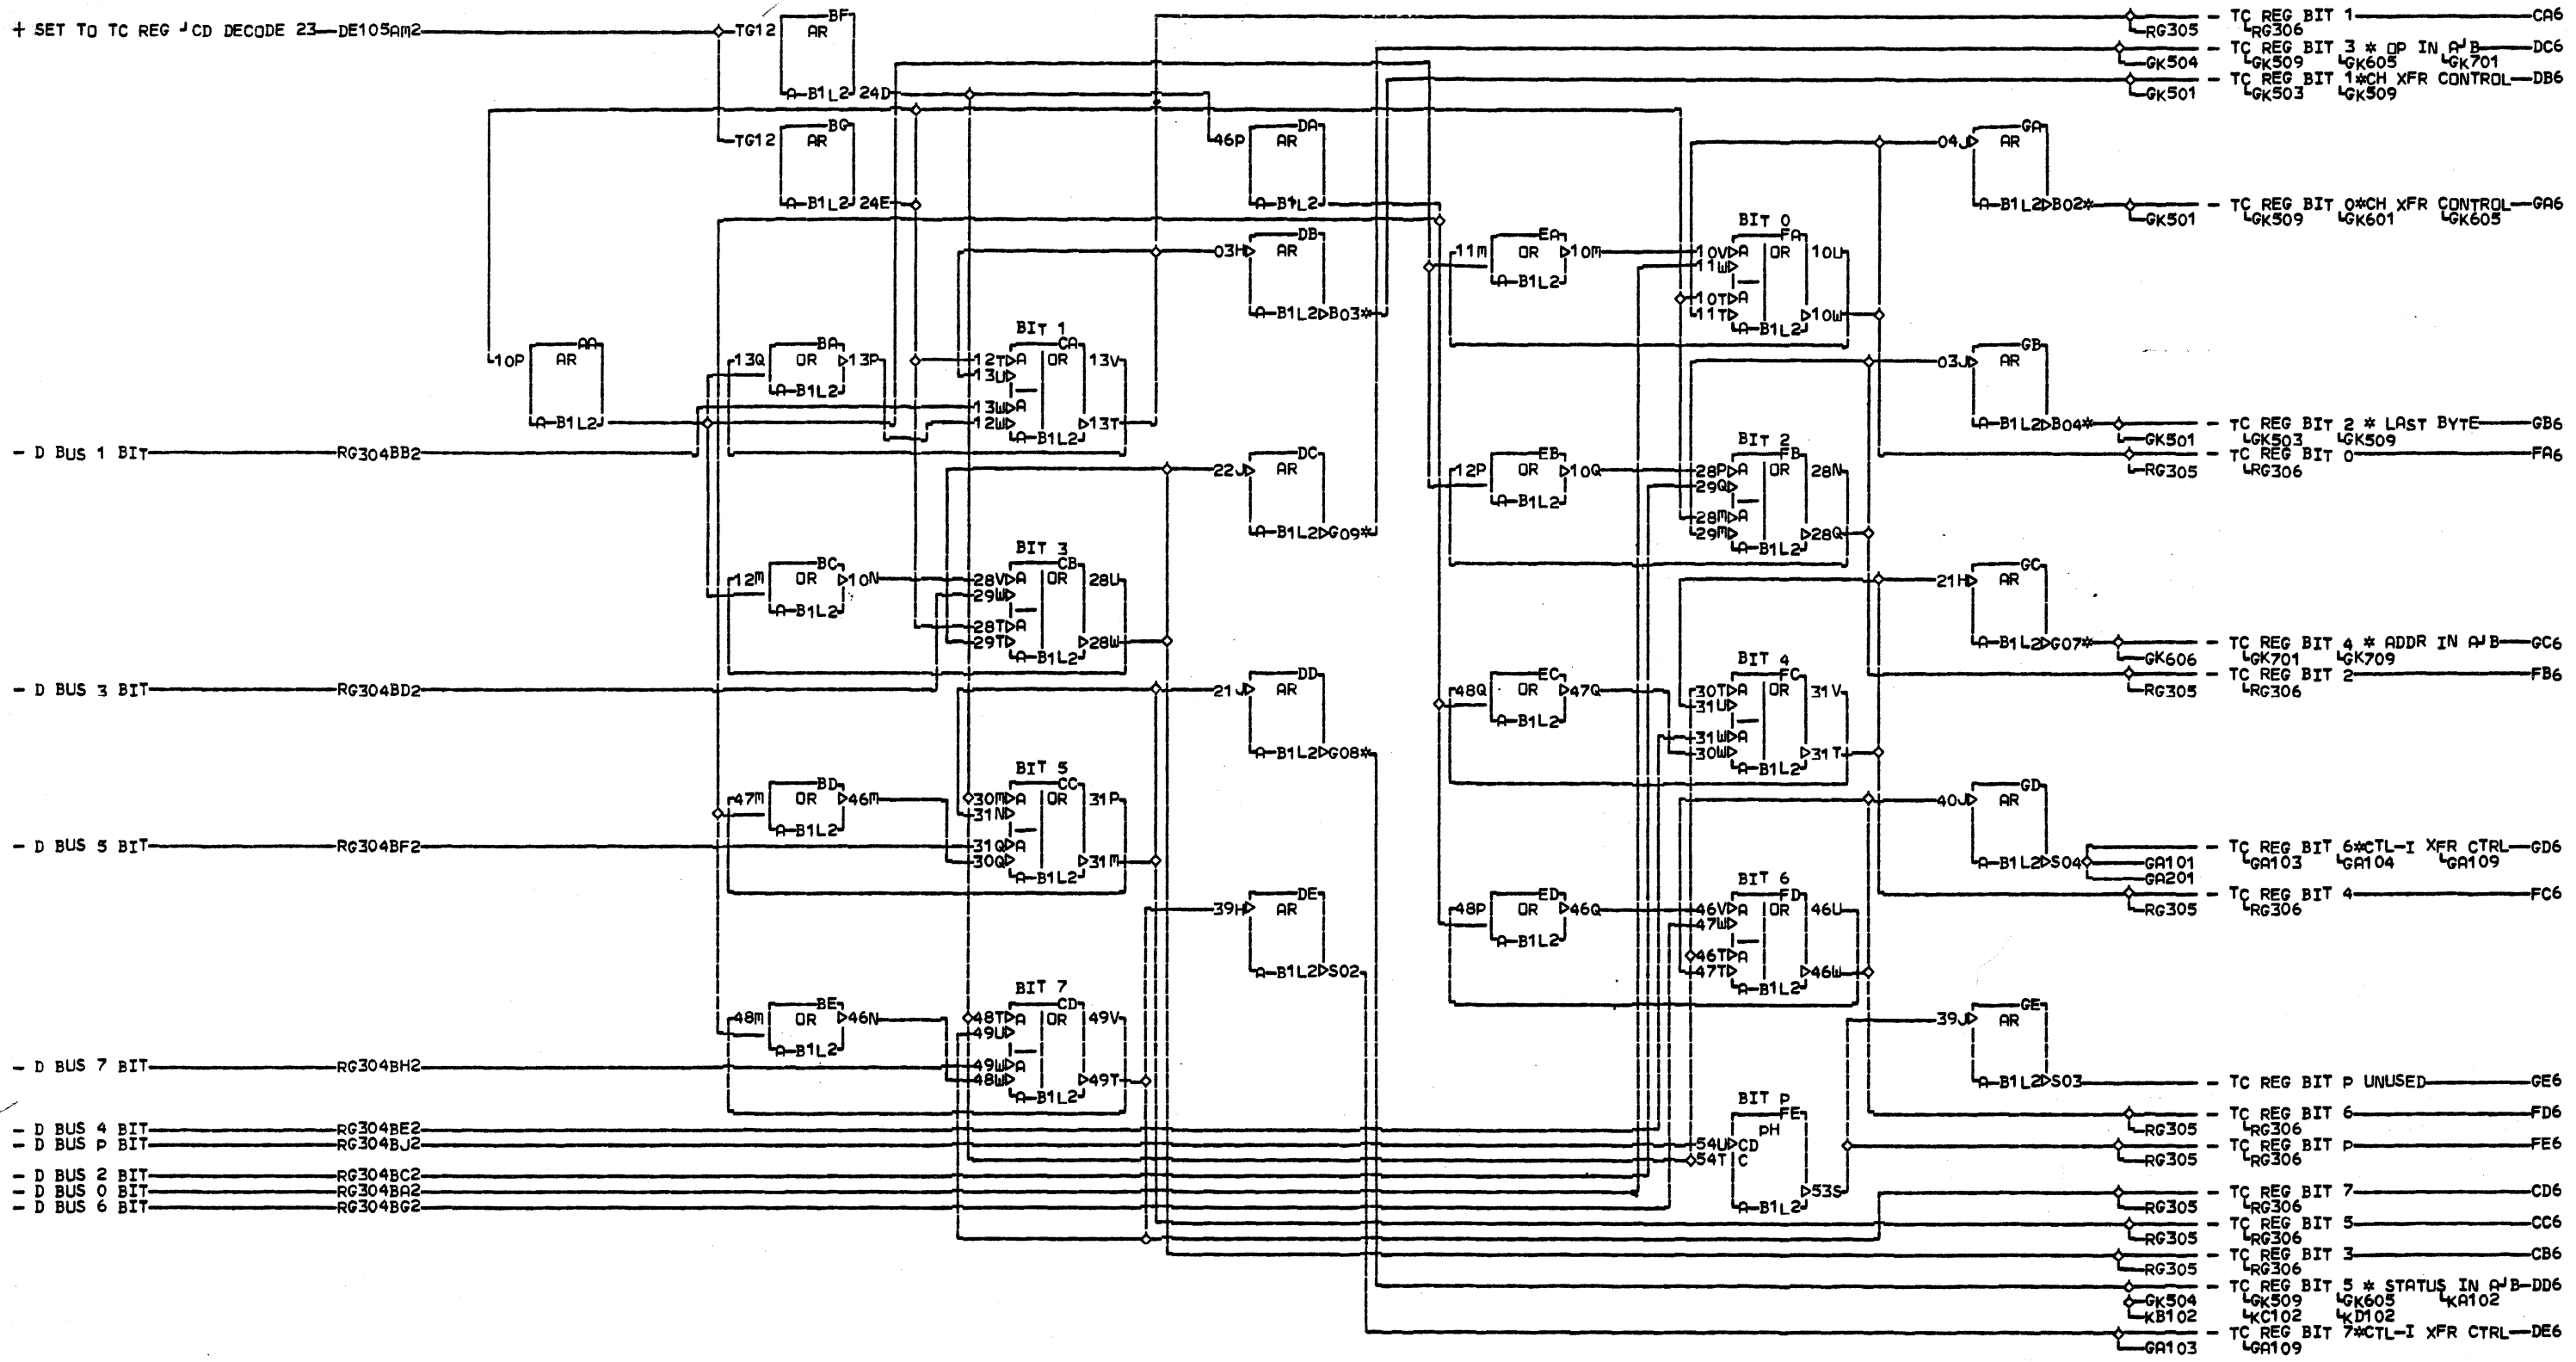 + SET TO TC REG ┘CD DECODE 23 DE105AM2
TG12
BF
AR
A B1L2 24D
TG12
BG
AR
A B1L2 24E
46P
DA
AR
A B1L2
03H
DB
AR
A B1L2 B03*
10P
AA
AR
A B1L2
13Q
BA
OR
13P
A B1L2
BIT 1
CA
12T A OR 13V
13U
13W A
12W 13T
A B1L2
- D BUS 1 BIT RG304BB2
22J
DC
AR
A B1L2 G09*
12M
BC
OR
10N
A B1L2
BIT 3
CB
28V A OR 28U
29W
28T A
29T 28W
A B1L2
- D BUS 3 BIT RG304BD2
21J
DD
AR
A B1L2 G08*
47M
BD
OR
46M
A B1L2
BIT 5
CC
30M A OR 31P
31N
31Q A
30Q 31M
A B1L2
- D BUS 5 BIT RG304BF2
39H
DE
AR
A B1L2 S02
48M
BE
OR
46N
A B1L2
BIT 7
CD
48T A OR 49V
49U
49W A
48W 49T
A B1L2
- D BUS 7 BIT RG304BH2
- D BUS 4 BIT RG304BE2
- D BUS P BIT RG304BJ2
- D BUS 2 BIT RG304BC2
- D BUS 0 BIT RG304BA2
- D BUS 6 BIT RG304BG2
11M
EA
OR
10M
A B1L2
BIT 0
FA
10V A OR 10U
11W
10T A
11T 10W
A B1L2
12P
EB
OR
10Q
A B1L2
BIT 2
FB
28P A OR 28N
29Q
28M A
29M 28Q
A B1L2
48Q
EC
OR
47Q
A B1L2
BIT 4
FC
30T A OR 31V
31U
31W A
30W 31T
A B1L2
48P
ED
OR
46Q
A B1L2
BIT 6
FD
46V A OR 46U
47W
46T A
47T 46W
A B1L2
BIT P
FE
PH
54U CD
54T C
53S
A B1L2
04J
GA
AR
A B1L2 B02*
03J
GB
AR
A B1L2 B04*
21H
GC
AR
A B1L2 G07*
40J
GD
AR
A B1L2 S04
39J
GE
AR
A B1L2 S03
- TC REG BIT 1 CA6
RG305 RG306
- TC REG BIT 3 * OP IN A┘B DC6
GK504 GK509 GK605 GK701
- TC REG BIT 1*CH XFR CONTROL DB6
GK501 GK503 GK509
- TC REG BIT 0*CH XFR CONTROL GA6
GK501 GK509 GK601 GK605
- TC REG BIT 2 * LAST BYTE GB6
GK501 GK503 GK509
- TC REG BIT 0 FA6
RG305 RG306
- TC REG BIT 4 * ADDR IN A┘B GC6
GK606 GK701 GK709
- TC REG BIT 2 FB6
RG305 RG306
- TC REG BIT 6*CTL-I XFR CTRL GD6
GA101 GA103 GA104 GA109
GA201
- TC REG BIT 4 FC6
RG305 RG306
- TC REG BIT P UNUSED GE6
- TC REG BIT 6 FD6
RG305 RG306
- TC REG BIT P FE6
RG305 RG306
- TC REG BIT 7 CD6
RG305 RG306
- TC REG BIT 5 CC6
RG305 RG306
- TC REG BIT 3 CB6
RG305 RG306
- TC REG BIT 5 * STATUS IN A┘B DD6
GK504 GK509 GK605 KA102
KB102 KC102 KD102
- TC REG BIT 7*CTL-I XFR CTRL DE6
GA103 GA109